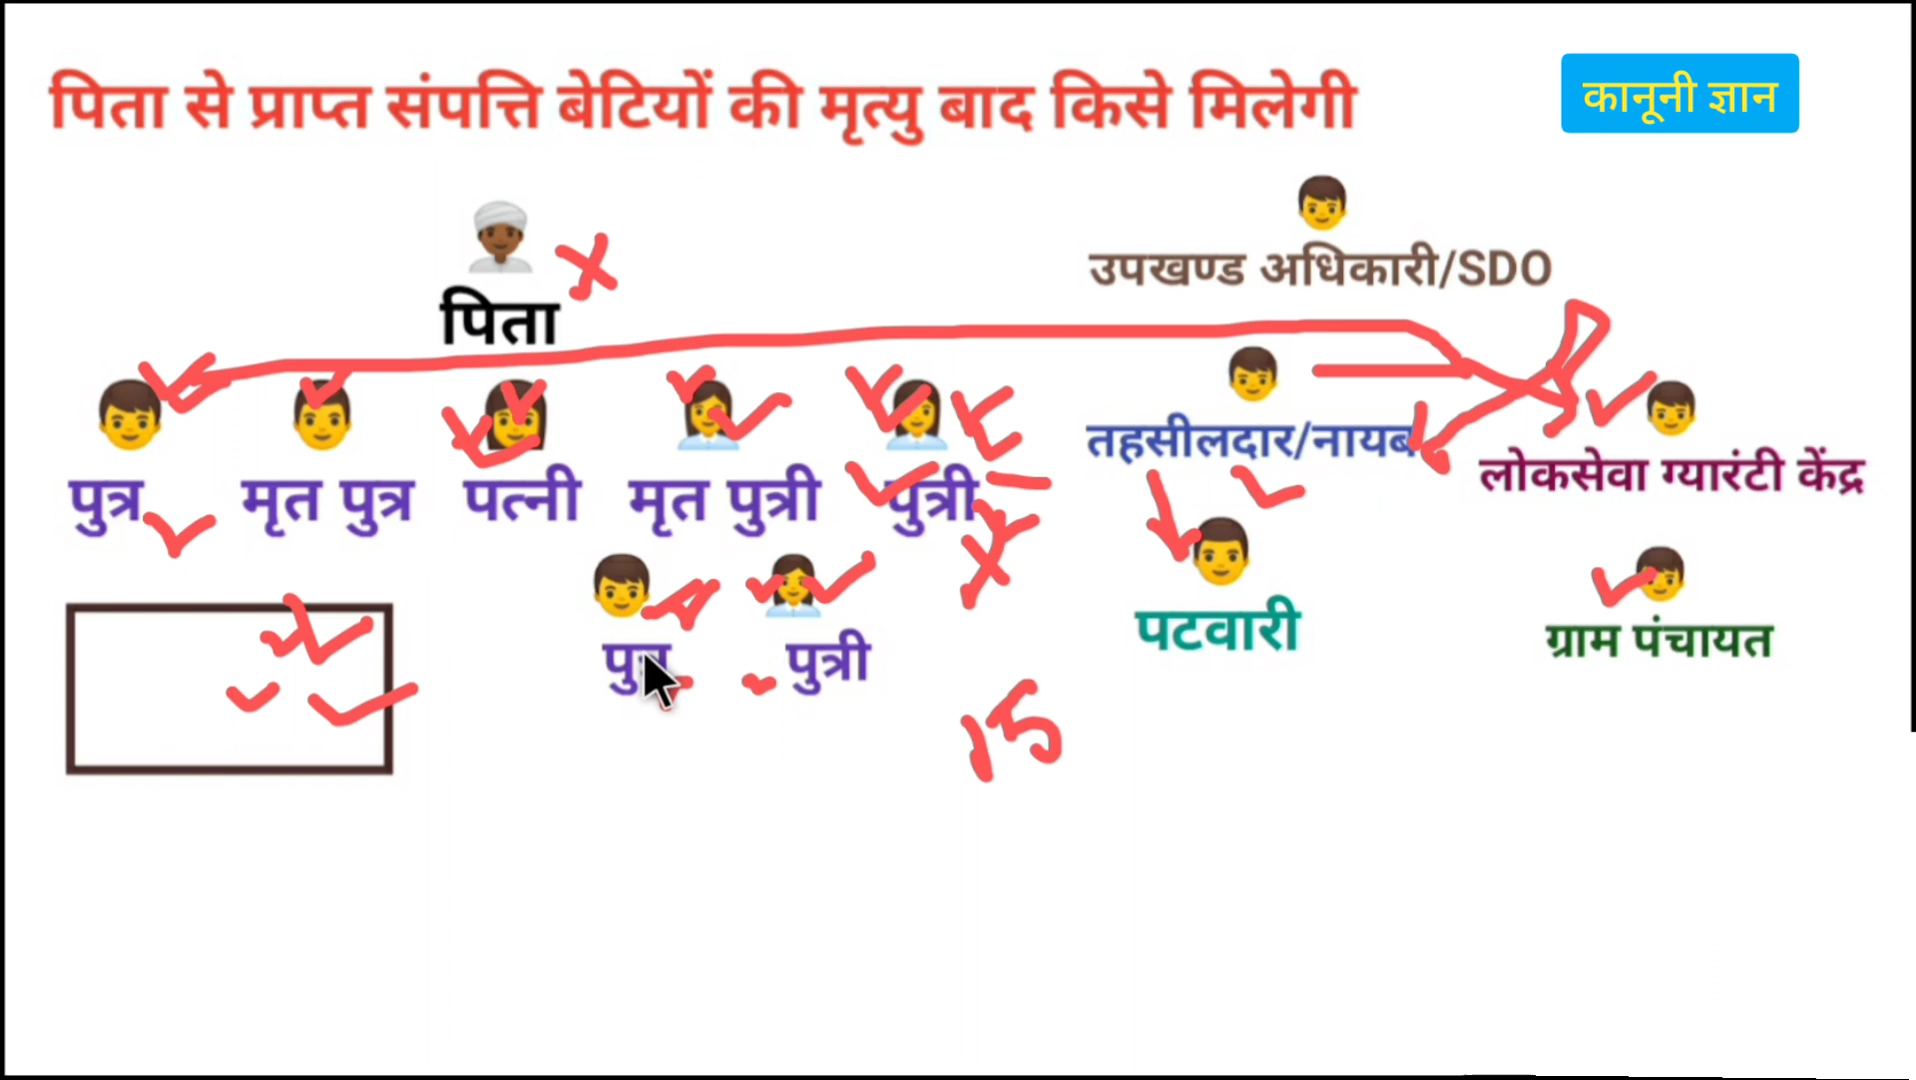 पिता से प्राप्त संपत्ति बेटियों की मृत्यु बाद किसे मिलेगी
कानूनी ज्ञान
पिता
उपखण्ड अधिकारी/SDO
तहसीलदार/नायब
लोकसेवा ग्यारंटी केंद्र
पुत्र
मृत पुत्र
पत्नी
मृत पुत्री
पुत्री
पुत्र
पुत्री
पटवारी
ग्राम पंचायत
15